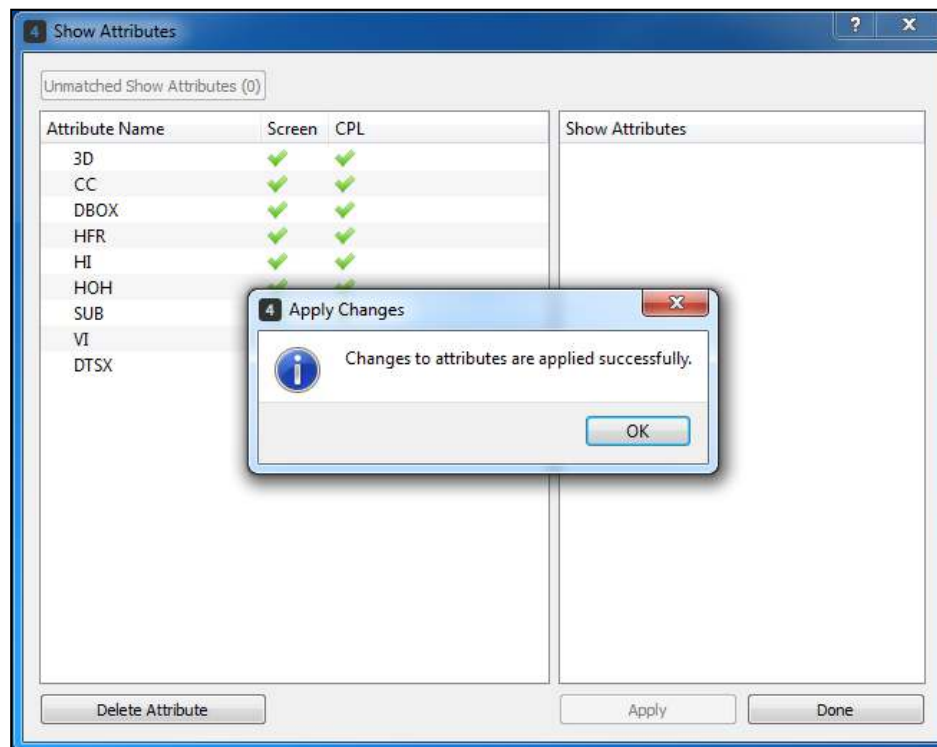 4 Show Attributes ?
Unmatched Show Attributes (0)
Attribute Name Screen CPL Show Attributes
3D
CC
DBOX
HFR
HI
HOH
SUB
VI
DTSX
4 Apply Changes
Changes to attributes are applied successfully.
OK
Delete Attribute Apply Done